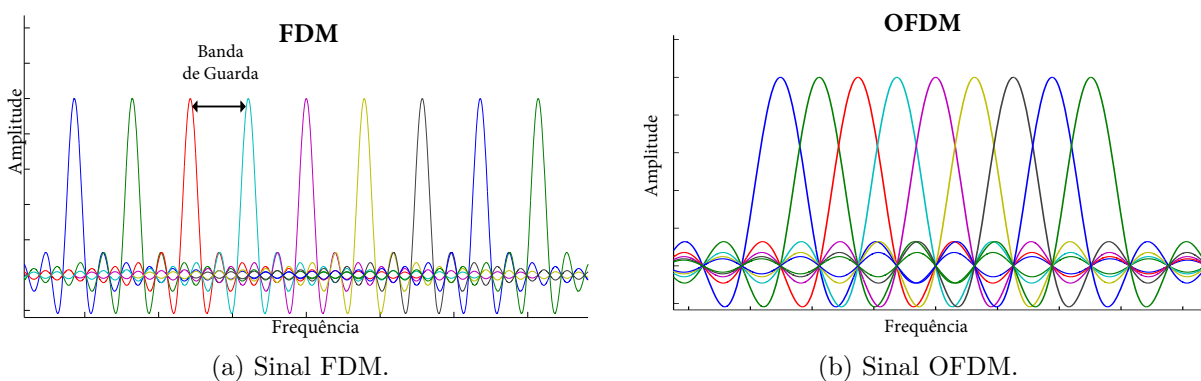 FDM
Banda
de Guarda
Amplitude
Frequência
(a) Sinal FDM.
OFDM
Amplitude
Frequência
(b) Sinal OFDM.